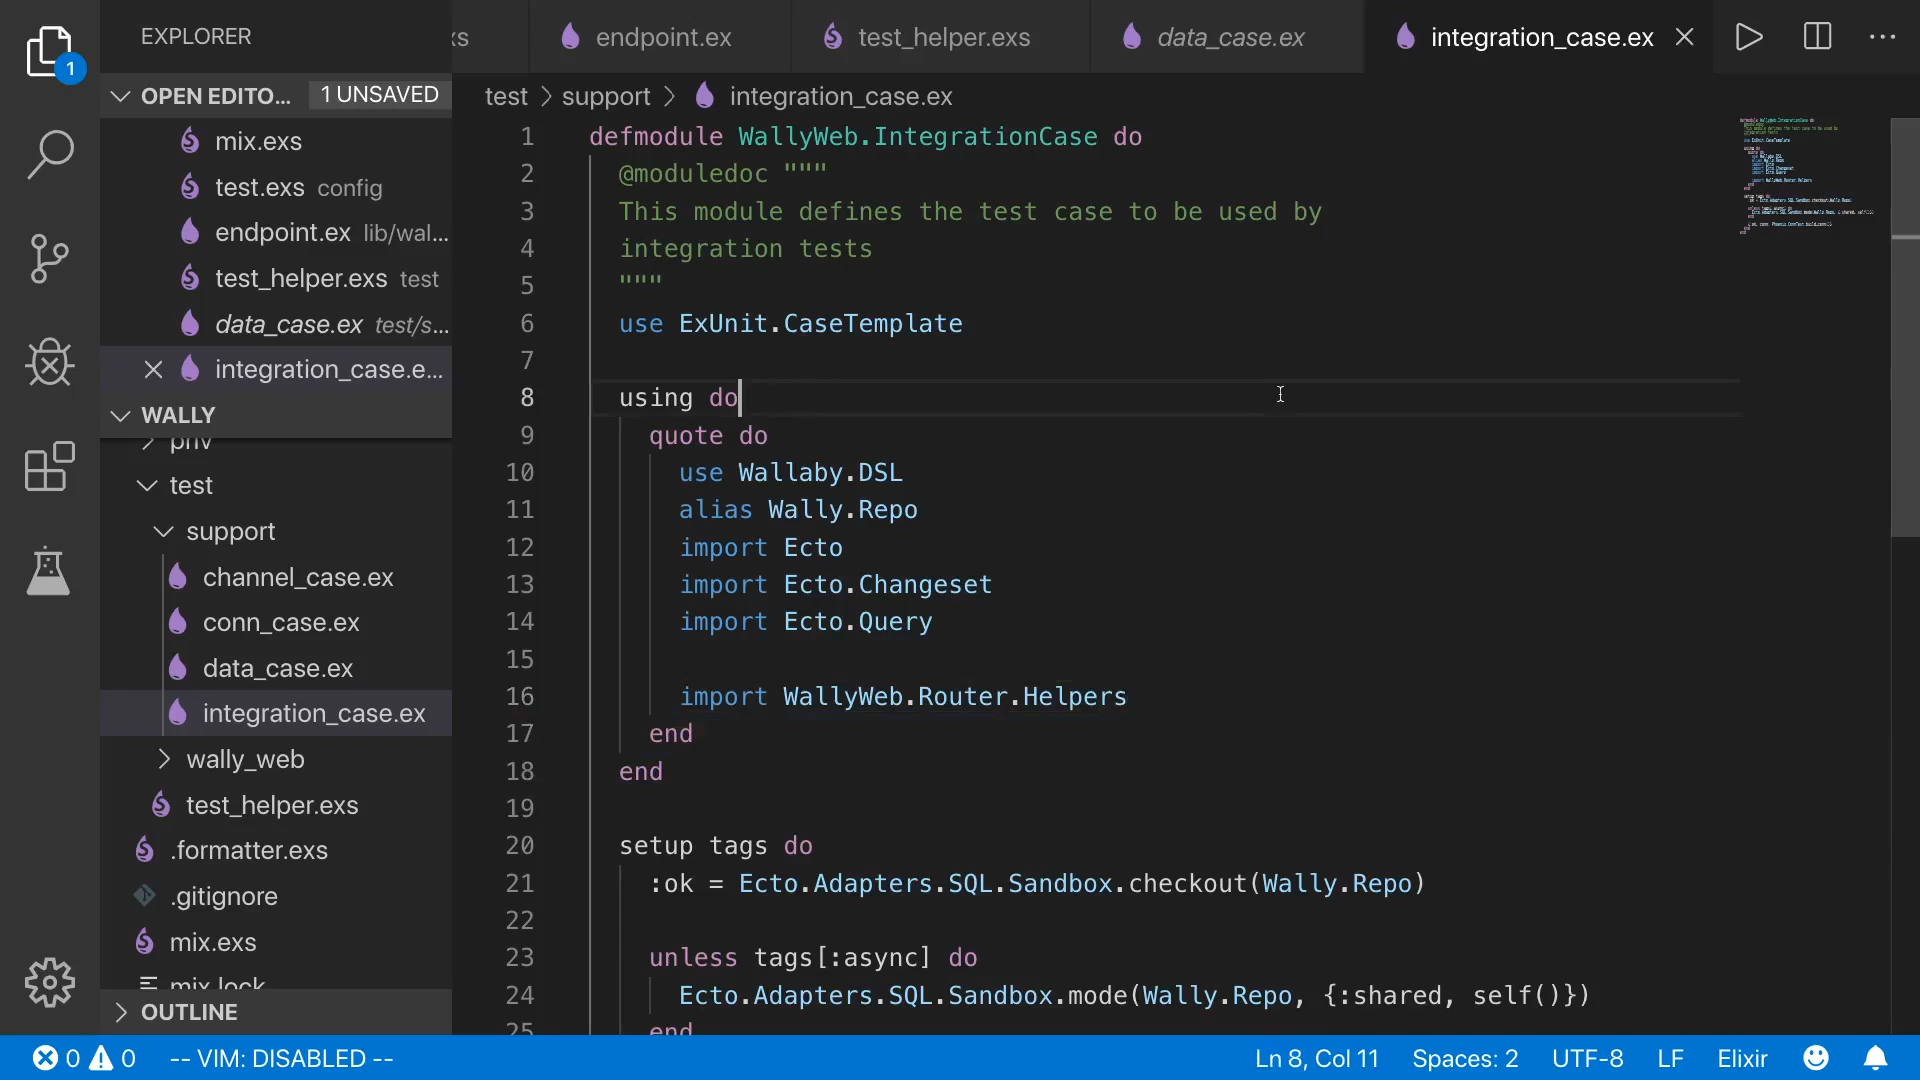 EXPLORER
xs
endpoint.ex
test_helper.exs
data_case.ex
integration_case.ex
1
OPEN EDITO...
1 UNSAVED
mix.exs
test.exs config
endpoint.ex lib/wal...
test_helper.exs test
data_case.ex test/s...
integration_case.e...
WALLY
priv
test
support
channel_case.ex
conn_case.ex
data_case.ex
integration_case.ex
wally_web
test_helper.exs
.formatter.exs
.gitignore
mix.exs
mix.lock
OUTLINE
test > support > integration_case.ex
1 defmodule WallyWeb.IntegrationCase do
2 @moduledoc """
3 This module defines the test case to be used by
4 integration tests
5 """
6 use ExUnit.CaseTemplate
7
8 using do
9 quote do
10 use Wallaby.DSL
11 alias Wally.Repo
12 import Ecto
13 import Ecto.Changeset
14 import Ecto.Query
15
16 import WallyWeb.Router.Helpers
17 end
18 end
19
20 setup tags do
21 :ok = Ecto.Adapters.SQL.Sandbox.checkout(Wally.Repo)
22
23 unless tags[:async] do
24 Ecto.Adapters.SQL.Sandbox.mode(Wally.Repo, {:shared, self()})
25 end
0 0 -- VIM: DISABLED --
Ln 8, Col 11 Spaces: 2 UTF-8 LF Elixir